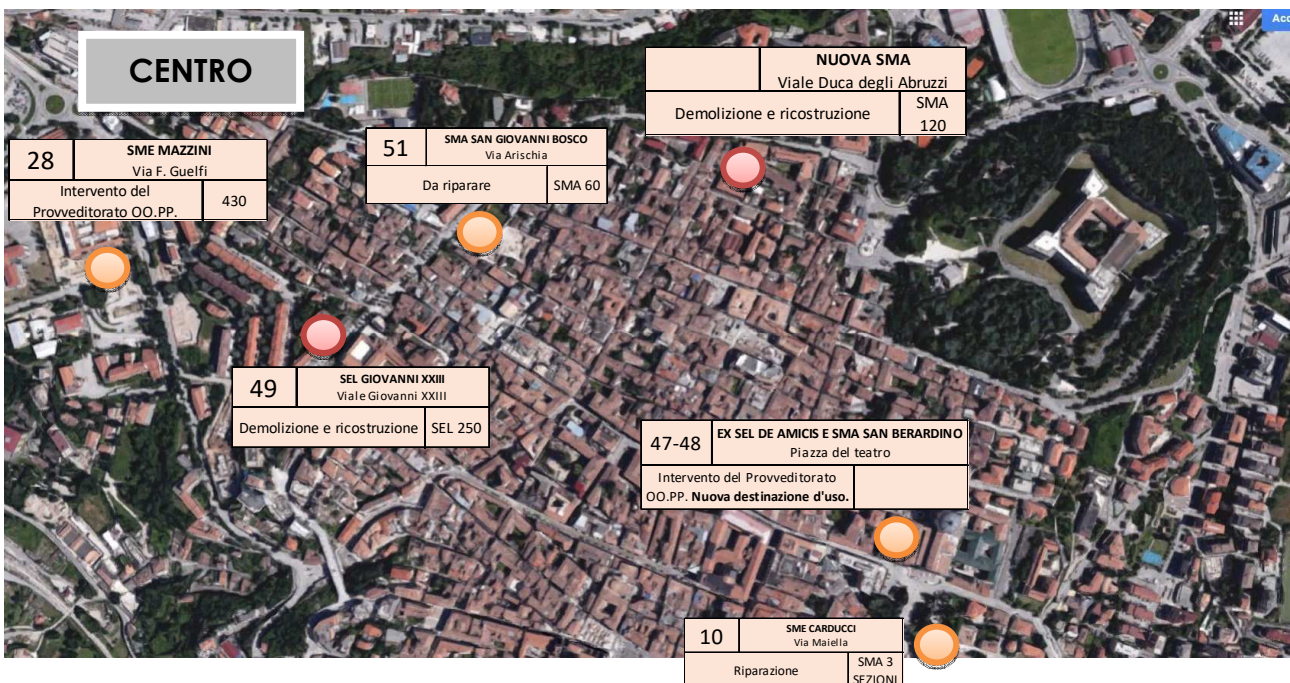 Acc
CENTRO
NUOVA SMA
Viale Duca degli Abruzzi
Demolizione e ricostruzione
SMA
120
28
SME MAZZINI
Via F. Guelfi
Intervento del
Provveditorato OO.PP.
430
51
SMA SAN GIOVANNI BOSCO
Via Arischia
Da riparare
SMA 60
49
SEL GIOVANNI XXIII
Viale Giovanni XXIII
Demolizione e ricostruzione
SEL 250
47-48
EX SEL DE AMICIS E SMA SAN BERARDINO
Piazza del teatro
Intervento del Provveditorato
OO.PP. Nuova destinazione d'uso.
10
SME CARDUCCI
Via Maiella
Riparazione
SMA 3
SEZIONI